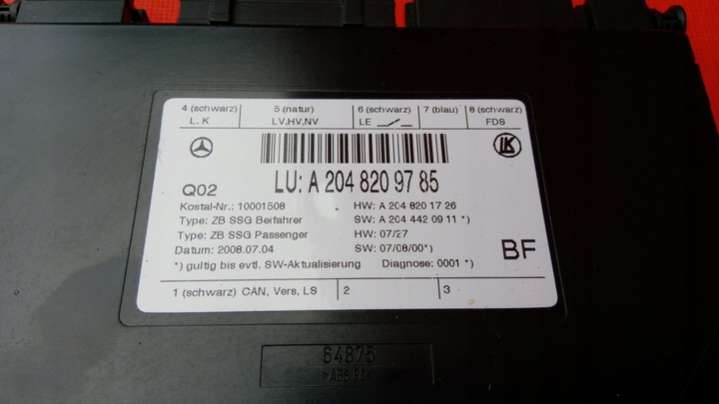 4 (schwarz) 5 (natur) 6 (schwarz) 7 (blau) 8 (schwarz)
L. K LV,HV,NV LE FDS
LK
LU: A 204 820 97 85
Q02
Kostal-Nr.: 10001508 HW: A 204 820 17 26
Type: ZB SSG Beifahrer SW: A 204 442 09 11 *)
Type: ZB SSG Passenger HW: 07/27
Datum: 2008.07.04 SW: 07/08/00*)
BF
*) gultig bis evtl. SW-Aktualisierung Diagnose: 0001 *)
1 (schwarz) CAN, Vers. LS 2 3
64875